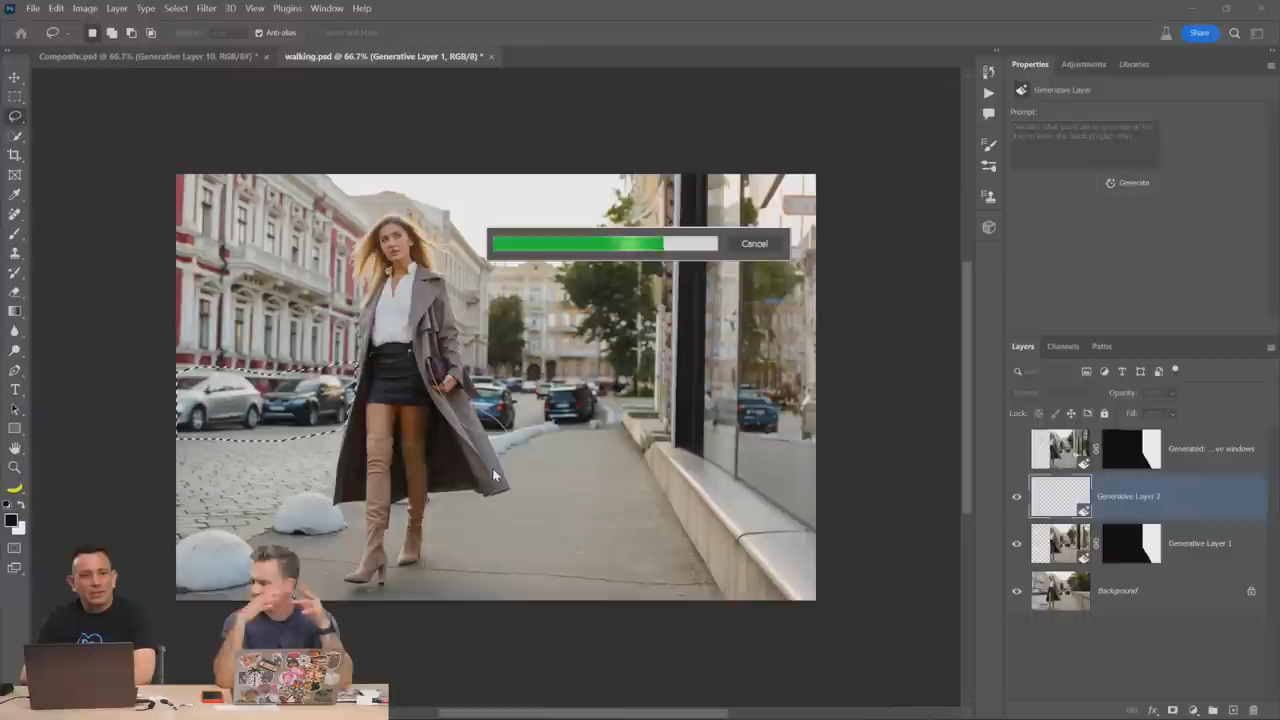 File Edit Image Layer Type Select Filter 3D View Plugins Window Help
Anti-alias Select and Mask... Share
Composite.psd @ 66.7% (Generative Layer 10, RGB/8#) * × walking.psd @ 66.7% (Generative Layer 1, RGB/8) * ×
Properties Adjustments Libraries
Generative Layer
Prompt:
Generate
Cancel
Layers Channels Paths
Opacity:
Lock: Fill:
Generated: ...ve windows
Generative Layer 2
Generative Layer 1
Background